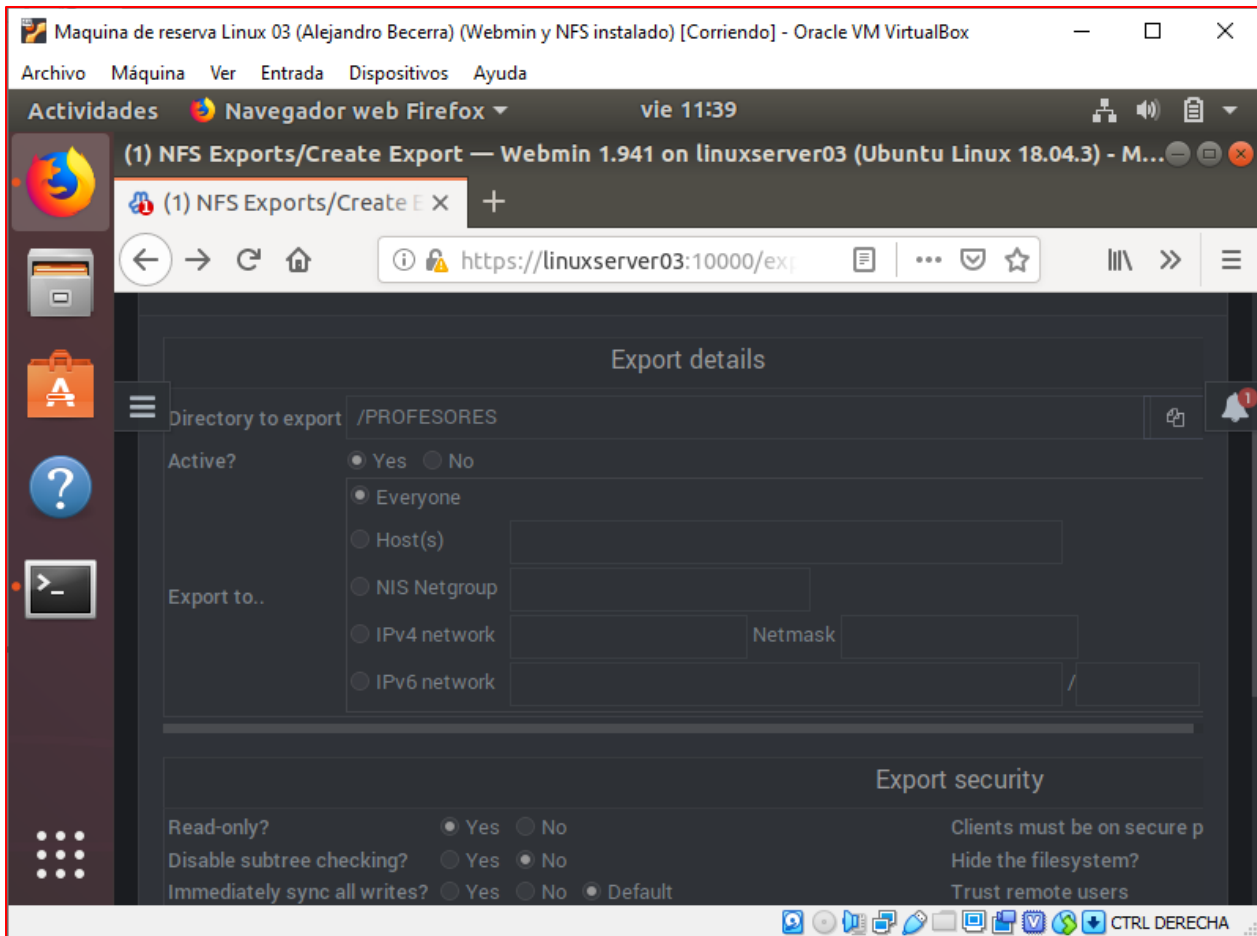 Maquina de reserva Linux 03 (Alejandro Becerra) (Webmin y NFS instalado) [Corriendo] - Oracle VM VirtualBox
Archivo Máquina Ver Entrada Dispositivos Ayuda
Actividades Navegador web Firefox vie 11:39
(1) NFS Exports/Create Export — Webmin 1.941 on linuxserver03 (Ubuntu Linux 18.04.3) - M...
(1) NFS Exports/Create E
https://linuxserver03:10000/exp
Export details
Directory to export /PROFESORES
1
Active? Yes No
Everyone
Host(s)
NIS Netgroup
Export to..
IPv4 network Netmask
IPv6 network /
Export security
Read-only? Yes No Clients must be on secure p
Disable subtree checking? Yes No Hide the filesystem?
Immediately sync all writes? Yes No Default Trust remote users
CTRL DERECHA